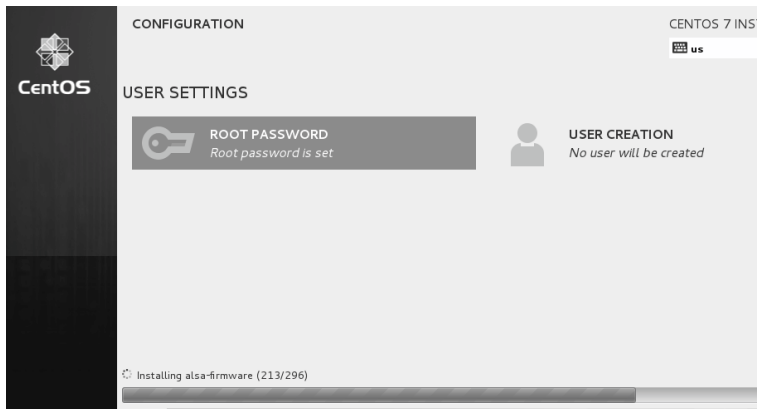 CONFIGURATION
CENTOS 7 INS
us
CentOS
USER SETTINGS
ROOT PASSWORD
Root password is set
USER CREATION
No user will be created
Installing alsa-firmware (213/296)